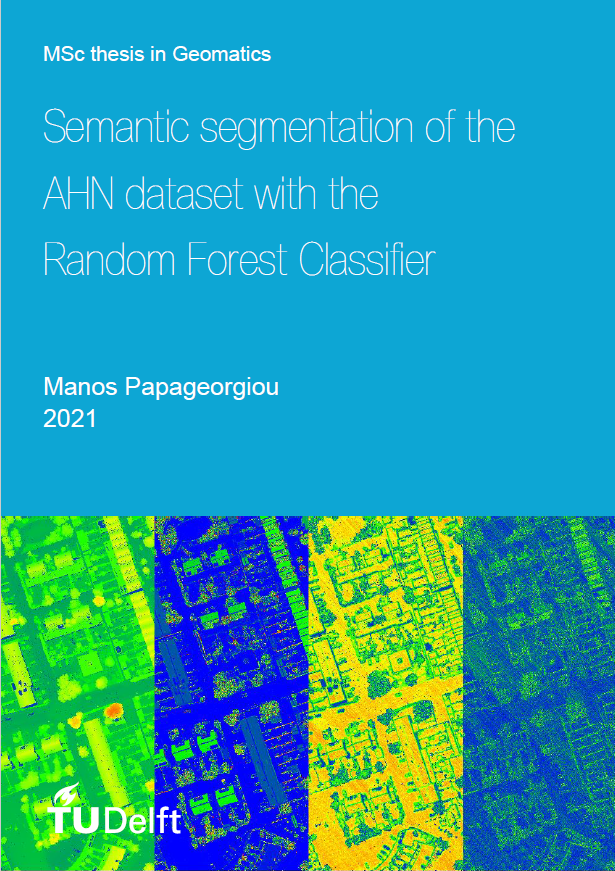 MSc thesis in Geomatics
Semantic segmentation of the
AHN dataset with the
Random Forest Classifier
Manos Papageorgiou
2021
TUDelft